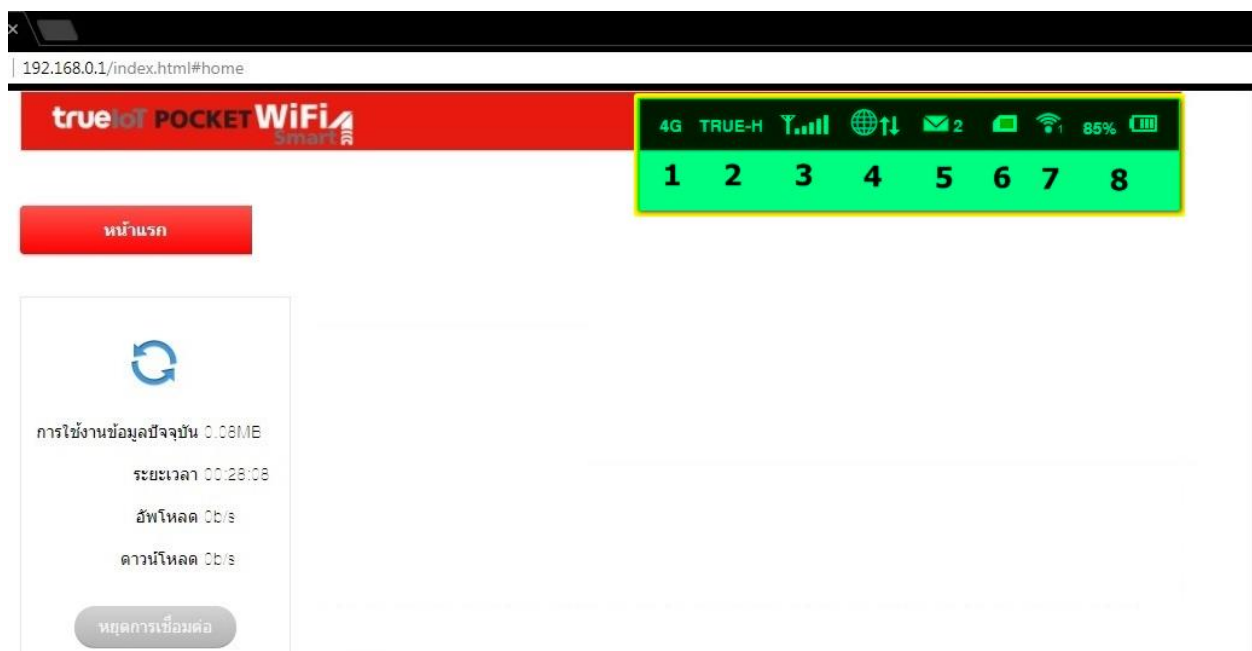 192.168.0.1/index.html#home
trueIoT POCKET WiFi
Smart
4G TRUE-H 2 1 85%
1 2 3 4 5 6 7 8
หน้าแรก
การใช้งานข้อมูลปัจจุบัน 0.08MB
ระยะเวลา 00:28:08
อัพโหลด 0b/s
ดาวน์โหลด 0b/s
หยุดการเชื่อมต่อ